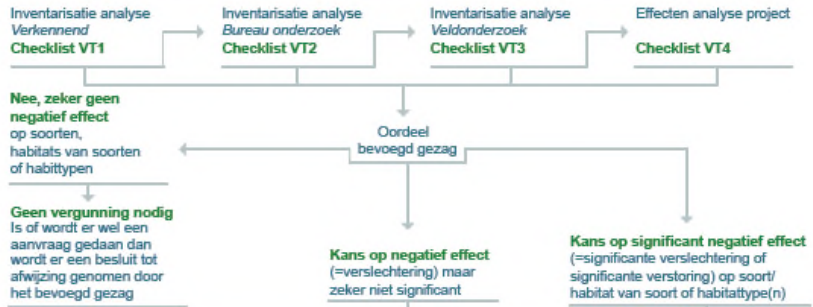 Inventarisatie analyse
Verkennend
Checklist VT1
Inventarisatie analyse
Bureau onderzoek
Checklist VT2
Inventarisatie analyse
Veldonderzoek
Checklist VT3
Effecten analyse project
Checklist VT4
Nee, zeker geen
negatief effect
op soorten,
habitats van soorten
of habittypen
Oordeel
bevoegd gezag
Geen vergunning nodig
Is of wordt er wel een
aanvraag gedaan dan
wordt er een besluit tot
afwijzing genomen door
het bevoegd gezag
Kans op negatief effect
(=verslechtering) maar
zeker niet significant
Kans op significant negatief effect
(=significante verslechtering of
significante verstoring) op soort/
habitat van soort of habitattype(n)